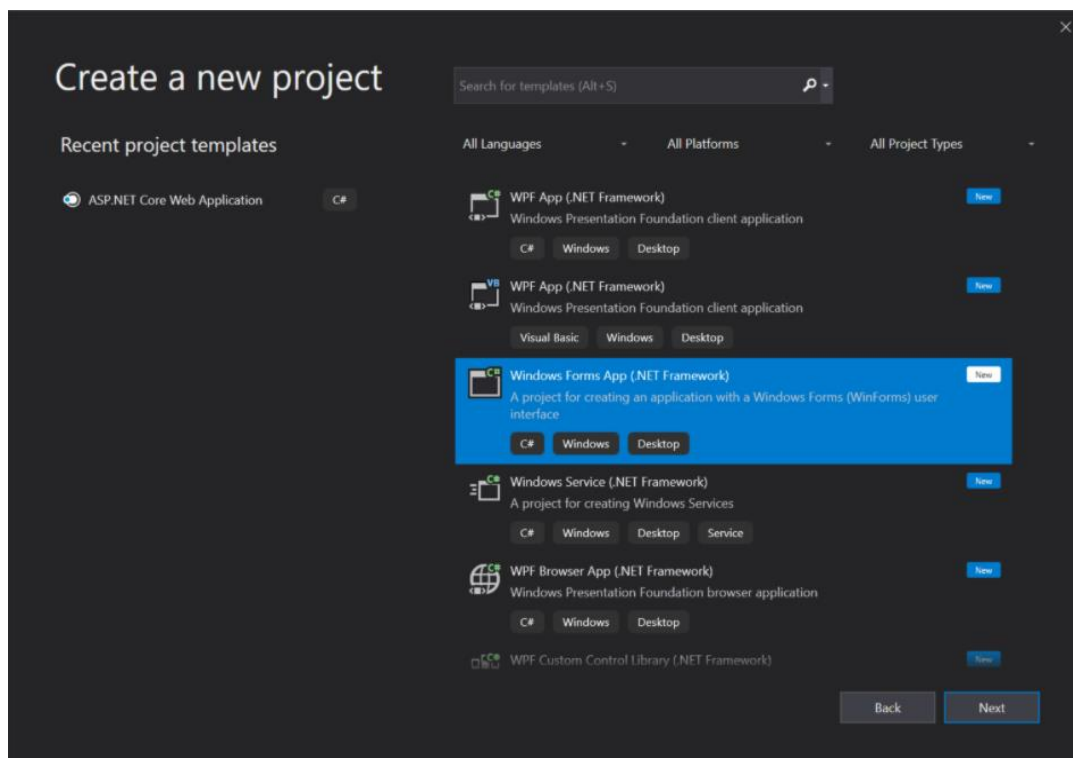 Create a new project
Search for templates (Alt+S)
Recent project templates
All Languages
All Platforms
All Project Types
ASP.NET Core Web Application
C#
WPF App (.NET Framework)
New
Windows Presentation Foundation client application
C# Windows Desktop
WPF App (.NET Framework)
New
Windows Presentation Foundation client application
Visual Basic Windows Desktop
Windows Forms App (.NET Framework)
New
A project for creating an application with a Windows Forms (WinForms) user
interface
C# Windows Desktop
Windows Service (.NET Framework)
New
A project for creating Windows Services
C# Windows Desktop Service
WPF Browser App (.NET Framework)
New
Windows Presentation Foundation browser application
C# Windows Desktop
WPF Custom Control Library (.NET Framework)
New
Back
Next